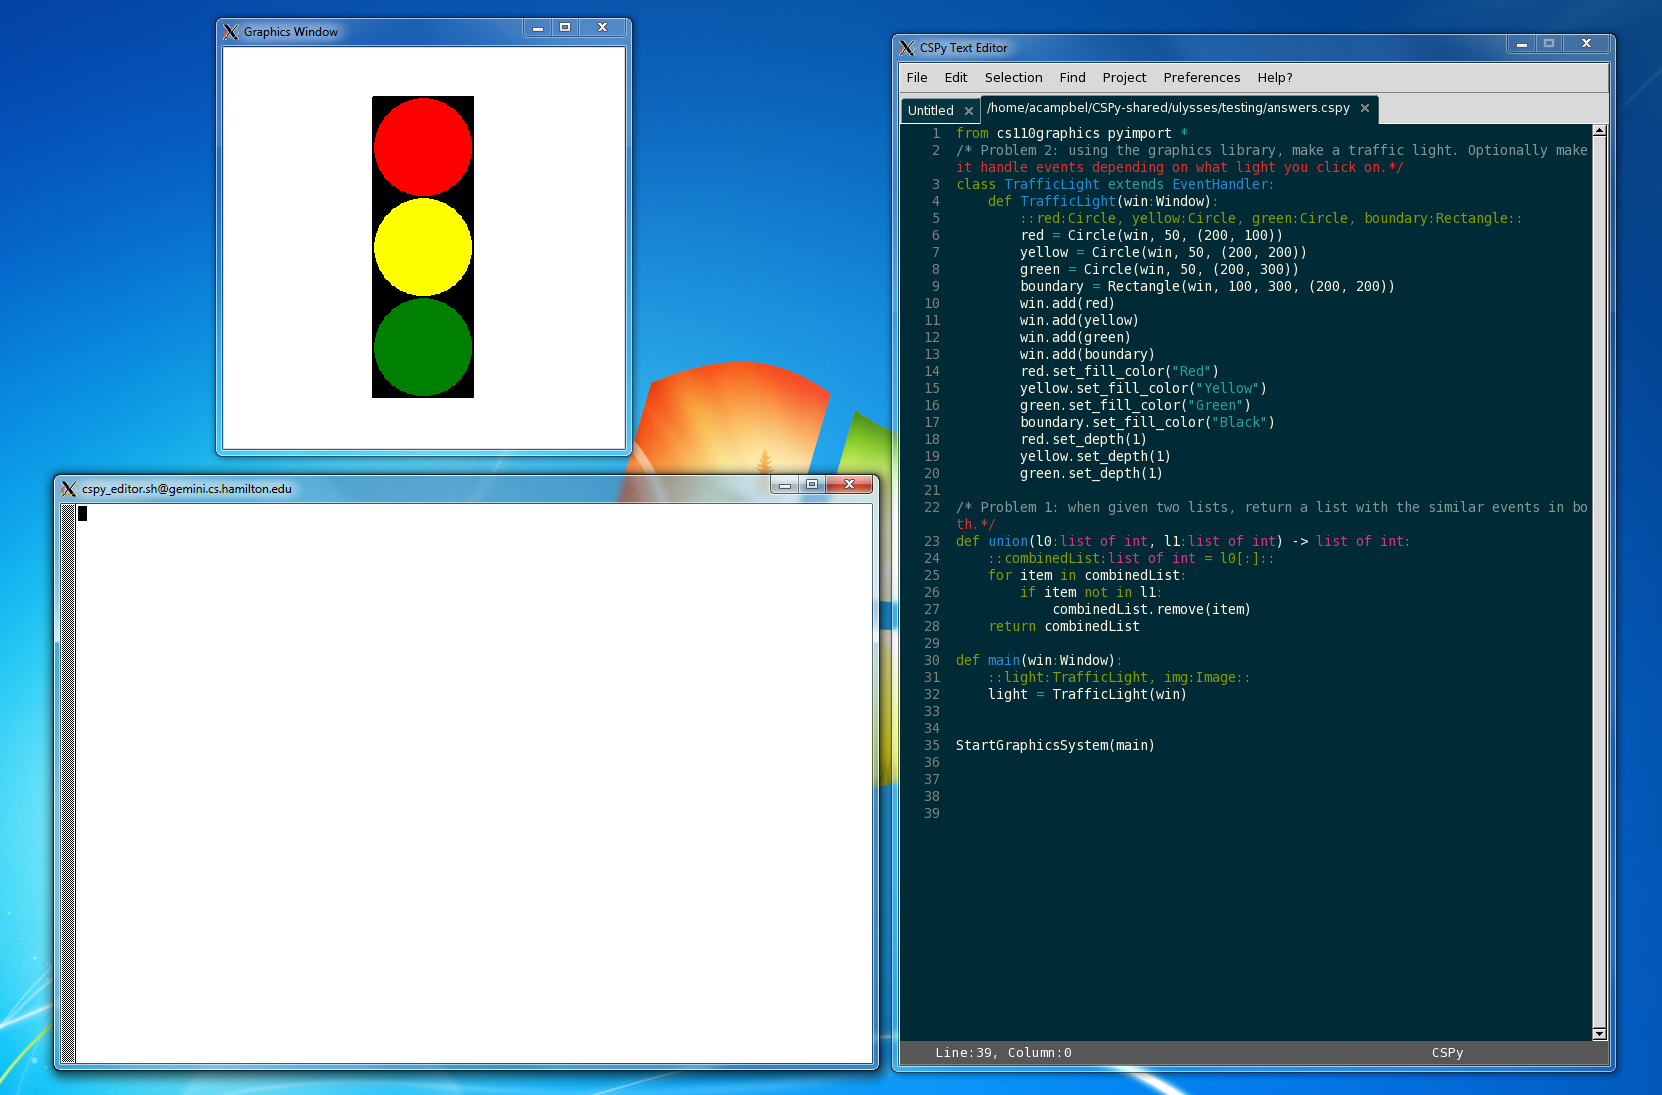 Graphics Window
cspy_editor.sh@gemini.cs.hamilton.edu
CSPy Text Editor
File Edit Selection Find Project Preferences Help?
Untitled /home/acampbel/CSPy-shared/ulysses/testing/answers.cspy
1 from cs110graphics pyimport *
2 /* Problem 2: using the graphics library, make a traffic light. Optionally make
it handle events depending on what light you click on.*/
3 class TrafficLight extends EventHandler:
4     def TrafficLight(win:Window):
5         ::red:Circle, yellow:Circle, green:Circle, boundary:Rectangle::
6         red = Circle(win, 50, (200, 100))
7         yellow = Circle(win, 50, (200, 200))
8         green = Circle(win, 50, (200, 300))
9         boundary = Rectangle(win, 100, 300, (200, 200))
10         win.add(red)
11         win.add(yellow)
12         win.add(green)
13         win.add(boundary)
14         red.set_fill_color("Red")
15         yellow.set_fill_color("Yellow")
16         green.set_fill_color("Green")
17         boundary.set_fill_color("Black")
18         red.set_depth(1)
19         yellow.set_depth(1)
20         green.set_depth(1)
21
22 /* Problem 1: when given two lists, return a list with the similar events in bo
th.*/
23 def union(l0:list of int, l1:list of int) -> list of int:
24     ::combinedList:list of int = l0[:]::
25     for item in combinedList:
26         if item not in l1:
27             combinedList.remove(item)
28     return combinedList
29
30 def main(win:Window):
31     ::light:TrafficLight, img:Image::
32     light = TrafficLight(win)
33
34
35 StartGraphicsSystem(main)
36
37
38
39
Line:39, Column:0 CSPy